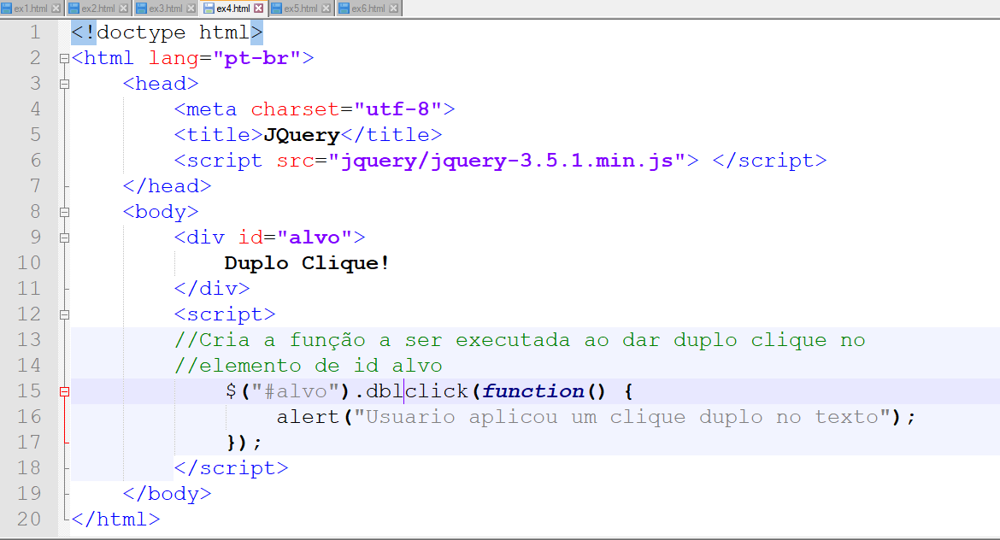 ex1.html ex2.html ex3.html ex4.html ex5.html ex6.html
1 <!doctype html>
2 <html lang="pt-br">
3 <head>
4 <meta charset="utf-8">
5 <title>JQuery</title>
6 <script src="jquery/jquery-3.5.1.min.js"> </script>
7 </head>
8 <body>
9 <div id="alvo">
10 Duplo Clique!
11 </div>
12 <script>
13 //Cria a função a ser executada ao dar duplo clique no
14 //elemento de id alvo
15 $("#alvo").dblclick(function() {
16 alert("Usuario aplicou um clique duplo no texto");
17 });
18 </script>
19 </body>
20 </html>